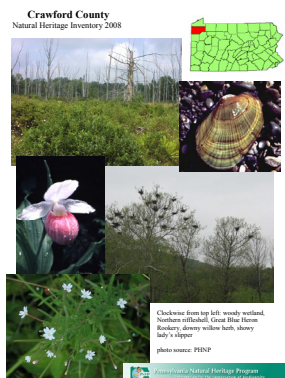 Crawford County
Natural Heritage Inventory 2008
Clockwise from top left: woody wetland,
Northern riffleshell, Great Blue Heron
Rookery, downy willow herb, showy
lady's slipper
photo source: PHNP
Pennsylvania Natural Heritage Program